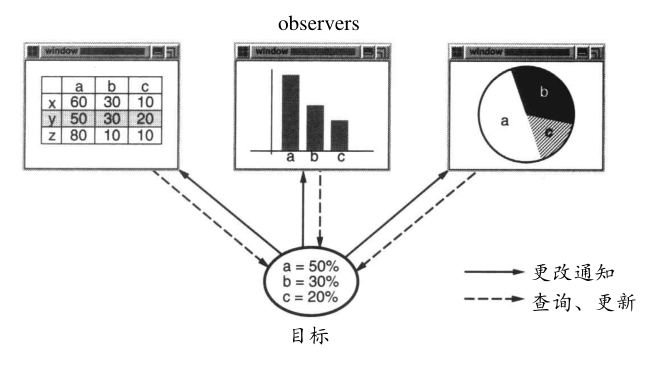 observers
window
window
window
a b c
x 60 30 10
y 50 30 20
z 80 10 10
a b c
a
b
c
a = 50%
b = 30%
c = 20%
目标
更改通知
查询、更新